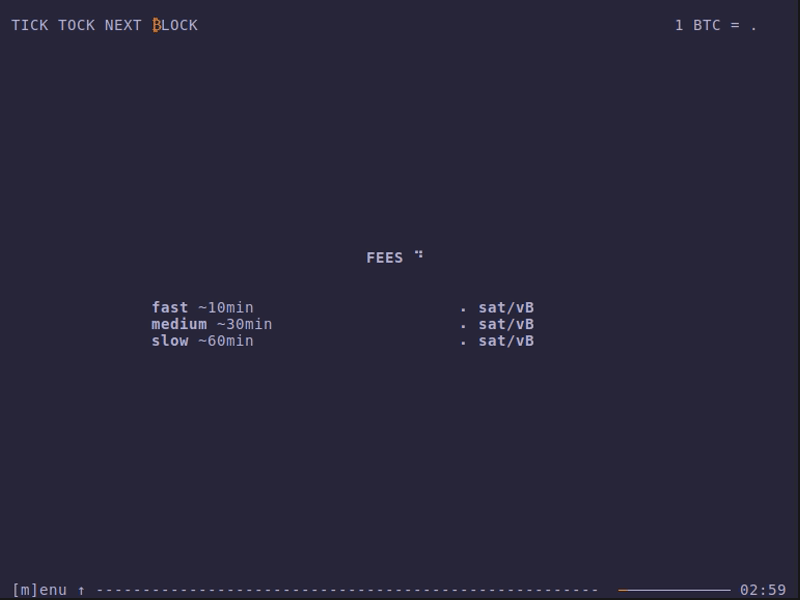 TICK TOCK NEXT ₿LOCK
1 BTC = .
FEES
fast ~10min . sat/vB
medium ~30min . sat/vB
slow ~60min . sat/vB
[m]enu ↑ ------------------------------------------------------ 02:59